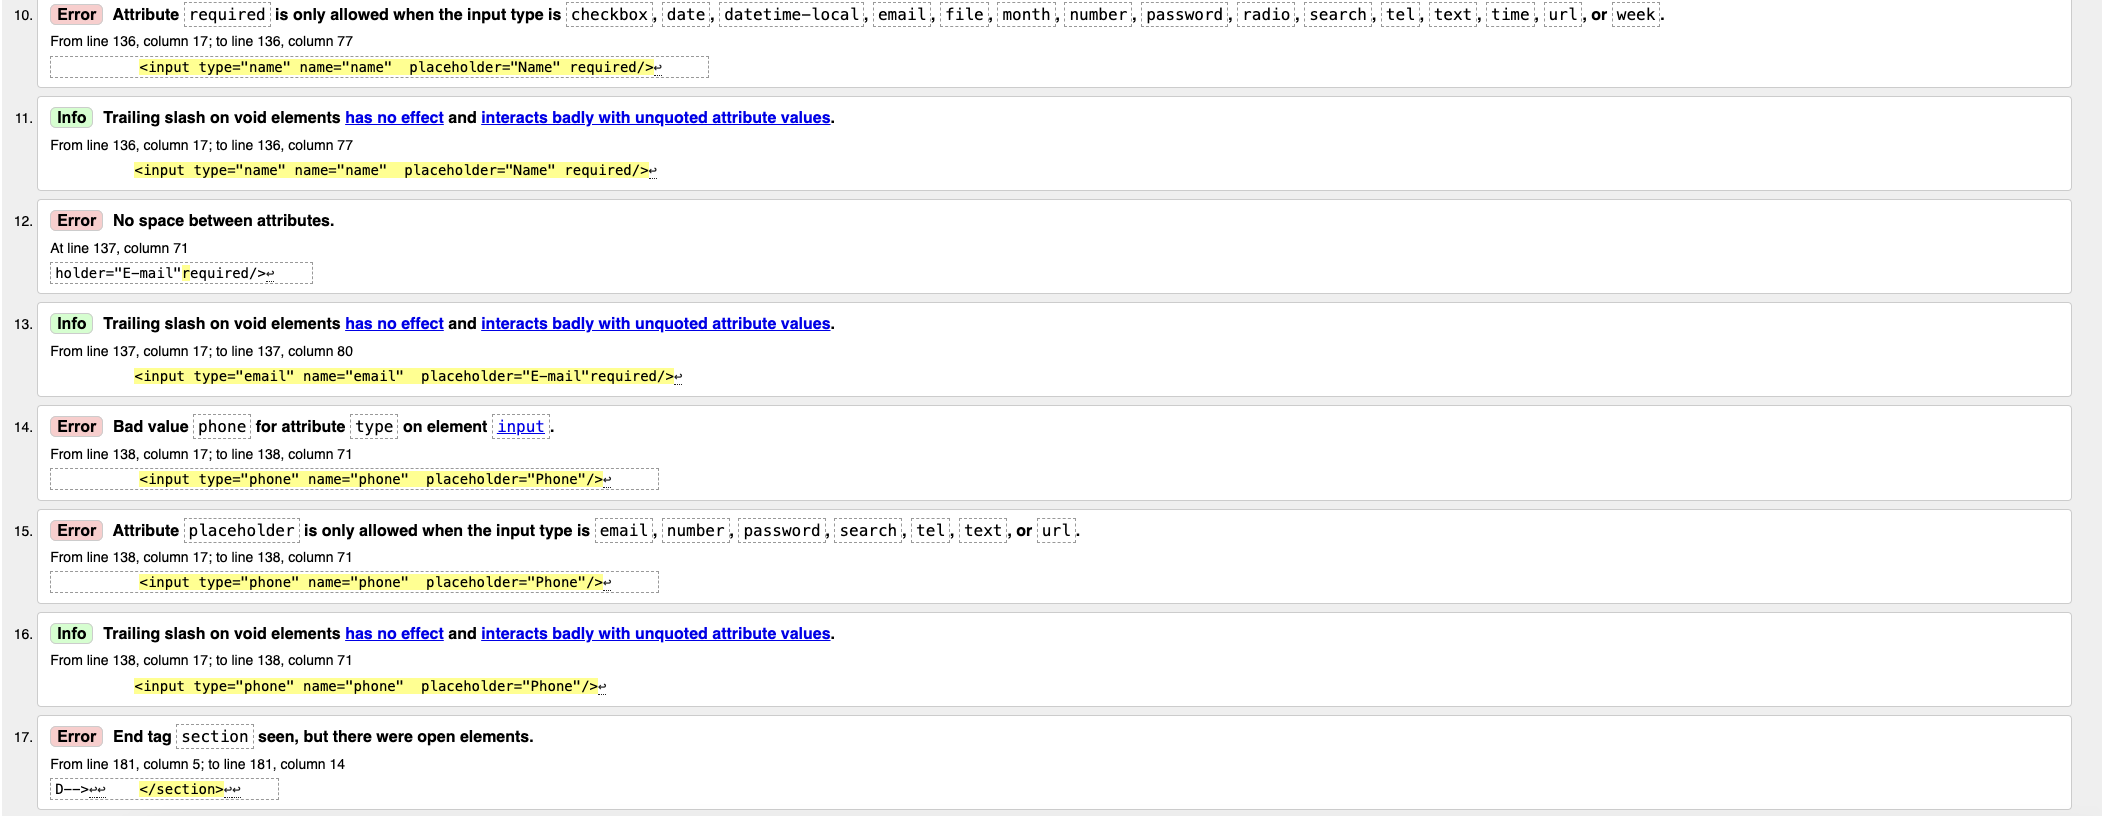 10. Error Attribute required is only allowed when the input type is checkbox, date, datetime-local, email, file, month, number, password, radio, search, tel, text, time, url, or week.
From line 136, column 17; to line 136, column 77
<input type="name" name="name"  placeholder="Name" required/>↩
11. Info Trailing slash on void elements has no effect and interacts badly with unquoted attribute values.
From line 136, column 17; to line 136, column 77
<input type="name" name="name"  placeholder="Name" required/>↩
12. Error No space between attributes.
At line 137, column 71
holder="E-mail"required/>↩
13. Info Trailing slash on void elements has no effect and interacts badly with unquoted attribute values.
From line 137, column 17; to line 137, column 80
<input type="email" name="email"  placeholder="E-mail"required/>↩
14. Error Bad value phone for attribute type on element input.
From line 138, column 17; to line 138, column 71
<input type="phone" name="phone"  placeholder="Phone"/>↩
15. Error Attribute placeholder is only allowed when the input type is email, number, password, search, tel, text, or url.
From line 138, column 17; to line 138, column 71
<input type="phone" name="phone"  placeholder="Phone"/>↩
16. Info Trailing slash on void elements has no effect and interacts badly with unquoted attribute values.
From line 138, column 17; to line 138, column 71
<input type="phone" name="phone"  placeholder="Phone"/>↩
17. Error End tag section seen, but there were open elements.
From line 181, column 5; to line 181, column 14
D-->↩↩    </section>↩↩